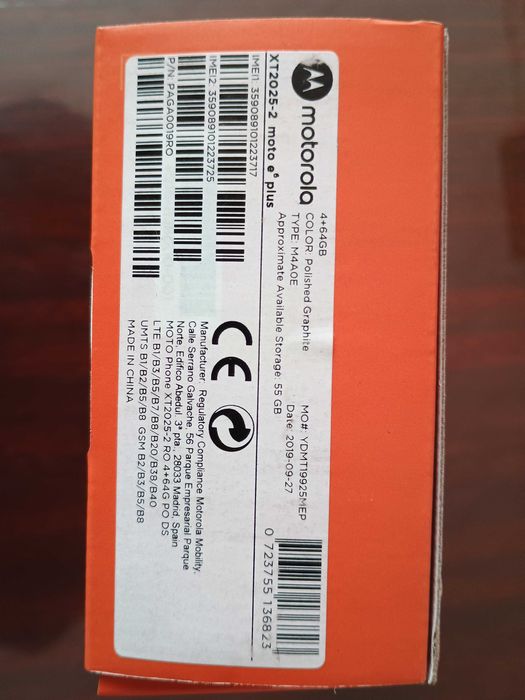 motorola
4+64GB
COLOR: Polished Graphite
TYPE: M4A0E
Approximate Available Storage: 55 GB
MO#: YDMT19925MEP
Date: 2019-09-27
0 723755 136823
XT2025-2 moto e⁶ plus
IMEI1: 359089101223717
IMEI2: 359089101223725
P/N: PAGA0019RO
CE
Manufacturer: Regulatory Compliance Motorola Mobility,
Calle Serrano Galvache, 56 Parque Empresarial Parque
Norte, Edifico Abedul, 3ª pta., 28033 Madrid, Spain
MOTO Phone XT2025-2 RO 4+64G PO DS
LTE B1/B3/B5/B7/B8/B20/B38/B40
UMTS B1/B2/B5/B8 GSM B2/B3/B5/B8
MADE IN CHINA